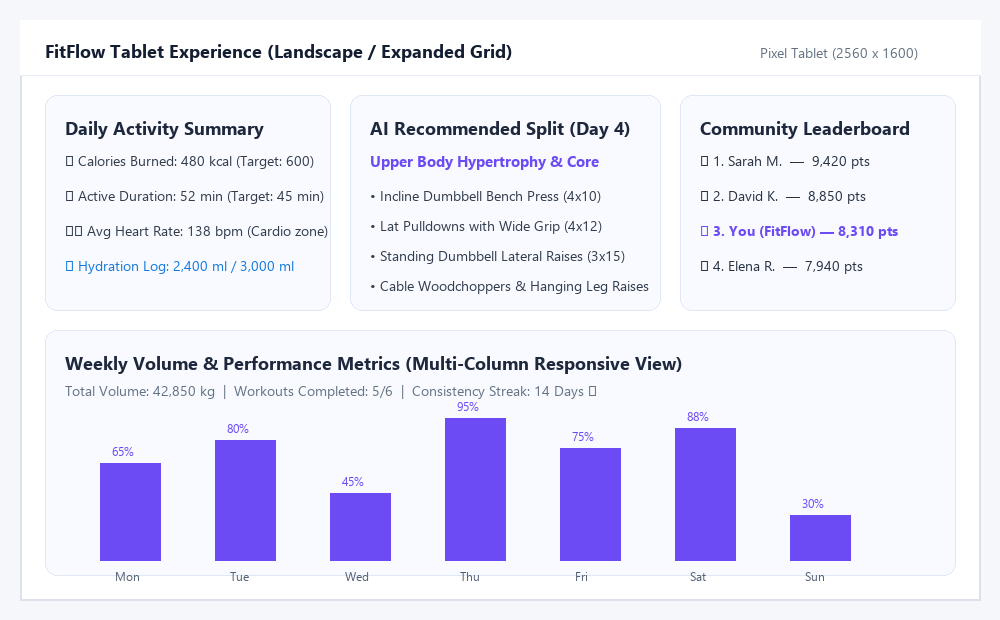 FitFlow Tablet Experience (Landscape / Expanded Grid)
Pixel Tablet (2560 x 1600)
Daily Activity Summary
Calories Burned: 480 kcal (Target: 600)
Active Duration: 52 min (Target: 45 min)
Avg Heart Rate: 138 bpm (Cardio zone)
Hydration Log: 2,400 ml / 3,000 ml
AI Recommended Split (Day 4)
Upper Body Hypertrophy & Core
• Incline Dumbbell Bench Press (4x10)
• Lat Pulldowns with Wide Grip (4x12)
• Standing Dumbbell Lateral Raises (3x15)
• Cable Woodchoppers & Hanging Leg Raises
Community Leaderboard
1. Sarah M. — 9,420 pts
2. David K. — 8,850 pts
3. You (FitFlow) — 8,310 pts
4. Elena R. — 7,940 pts
Weekly Volume & Performance Metrics (Multi-Column Responsive View)
Total Volume: 42,850 kg | Workouts Completed: 5/6 | Consistency Streak: 14 Days
65%
80%
45%
95%
75%
88%
30%
Mon
Tue
Wed
Thu
Fri
Sat
Sun